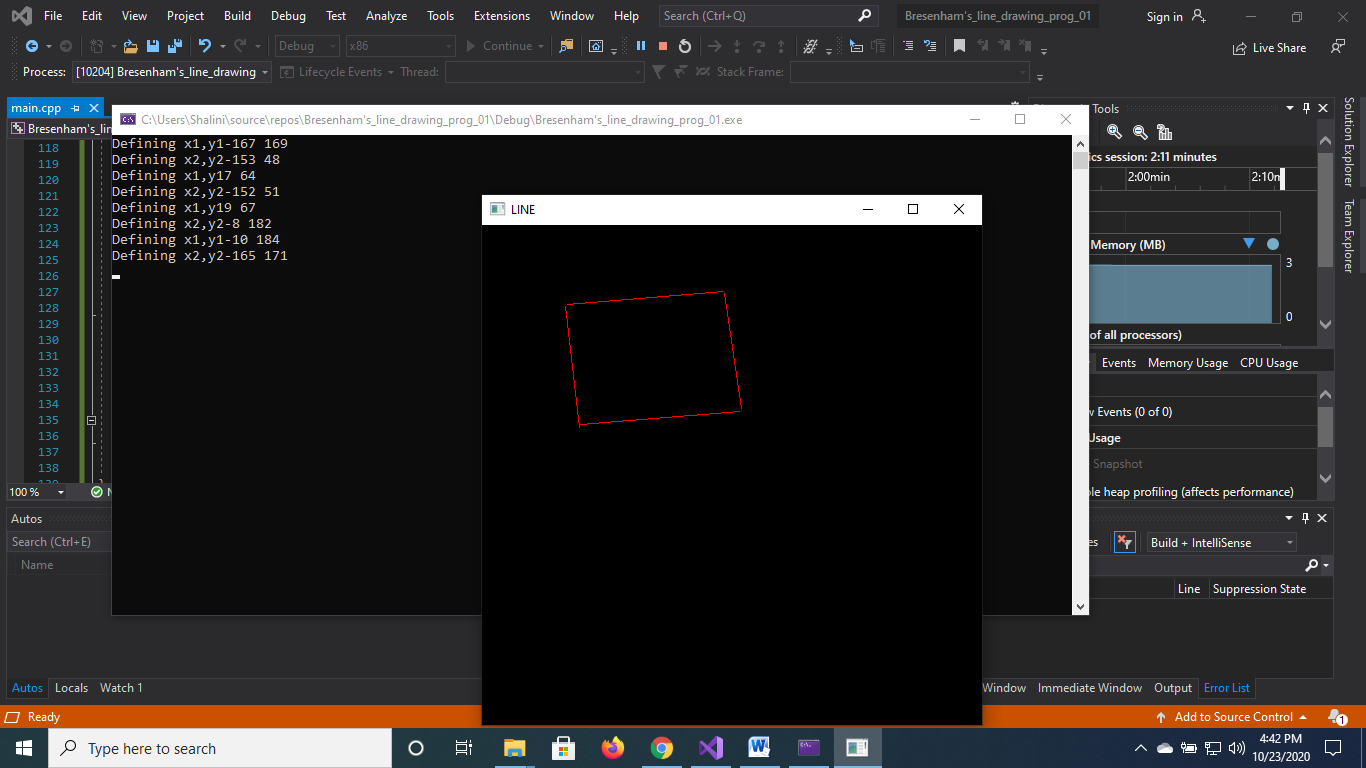 File Edit View Project Build Debug Test Analyze Tools Extensions Window Help Search (Ctrl+Q) Bresenham's_line_drawing_prog_01 Sign in
Debug x86 Continue Live Share
Process: [10204] Bresenham's_line_drawing Lifecycle Events Thread: Stack Frame:
main.cpp
Tools
Bresenham's_lin
C:\Users\Shalini\source\repos\Bresenham's_line_drawing_prog_01\Debug\Bresenham's_line_drawing_prog_01.exe
118
119
120
121
122
123
124
125
126
127
128
129
130
131
132
133
134
135
136
137
138
Defining x1,y1-167 169
Defining x2,y2-153 48
Defining x1,y17 64
Defining x2,y2-152 51
Defining x1,y19 67
Defining x2,y2-8 182
Defining x1,y1-10 184
Defining x2,y2-165 171
LINE
ics session: 2:11 minutes
2:00min 2:10m
Memory (MB)
3
0
of all processors)
Events Memory Usage CPU Usage
w Events (0 of 0)
Usage
Snapshot
ble heap profiling (affects performance)
Solution Explorer
Team Explorer
100 %
Autos
Search (Ctrl+E)
Name
es Build + IntelliSense
Line Suppression State
Autos Locals Watch 1
Window Immediate Window Output Error List
Ready Add to Source Control 1
Type here to search
4:42 PM
10/23/2020